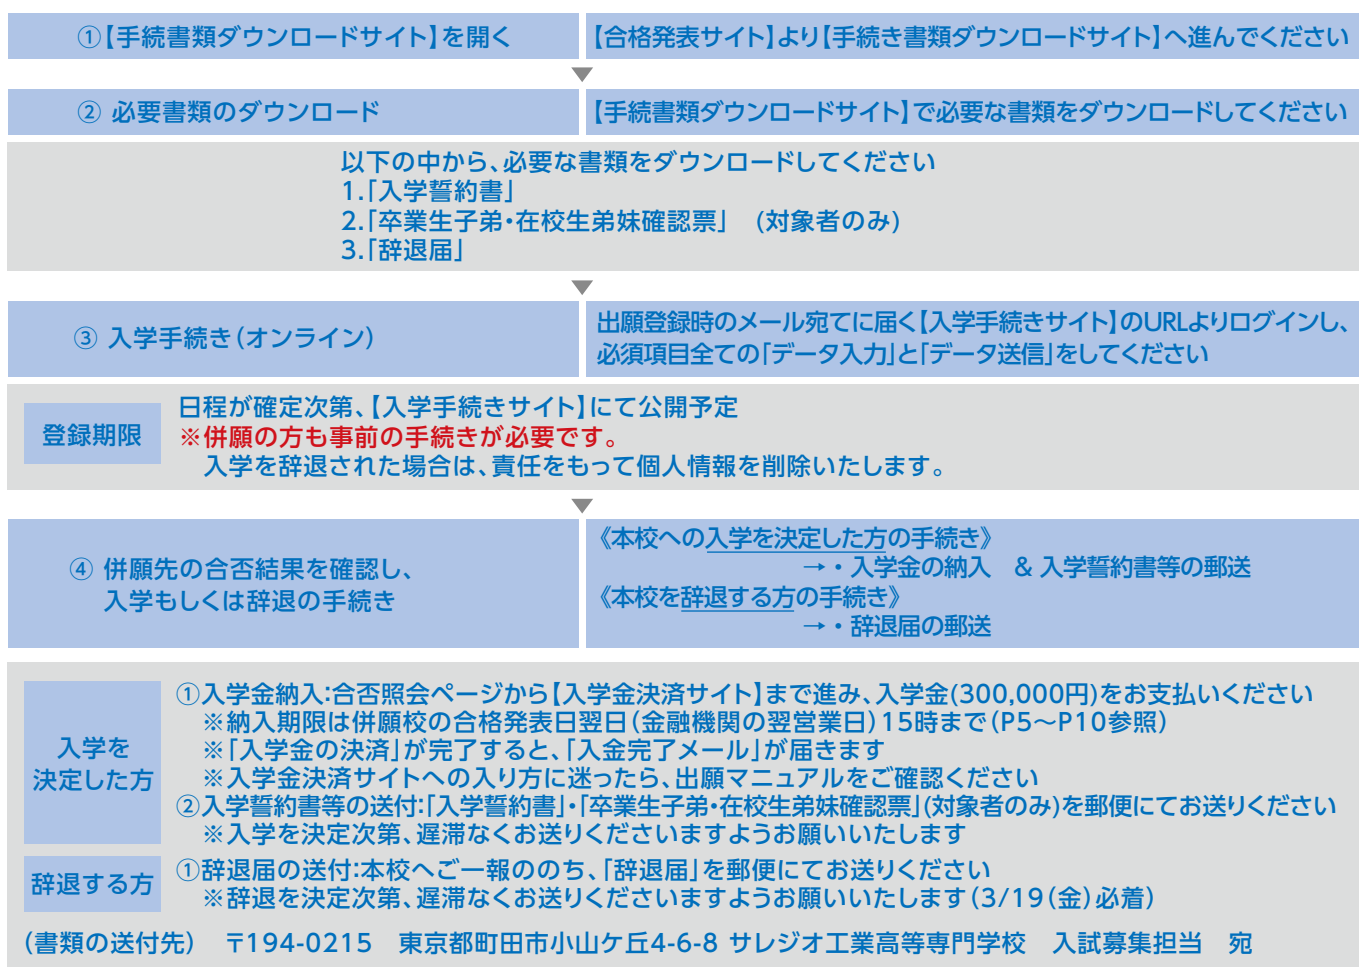 ①【手続書類ダウンロードサイト】を開く
【合格発表サイト】より【手続き書類ダウンロードサイト】へ進んでください
② 必要書類のダウンロード
【手続書類ダウンロードサイト】で必要な書類をダウンロードしてください
以下の中から、必要な書類をダウンロードしてください
1.「入学誓約書」
2.「卒業生子弟・在校生弟妹確認票」 (対象者のみ)
3.「辞退届」
③ 入学手続き（オンライン）
出願登録時のメール宛てに届く【入学手続きサイト】のURLよりログインし、
必須項目全ての「データ入力」と「データ送信」をしてください
登録期限
日程が確定次第、【入学手続きサイト】にて公開予定
※併願の方も事前の手続きが必要です。
入学を辞退された場合は、責任をもって個人情報を削除いたします。
④ 併願先の合否結果を確認し、
入学もしくは辞退の手続き
《本校への入学を決定した方の手続き》
→・入学金の納入 & 入学誓約書等の郵送
《本校を辞退する方の手続き》
→・辞退届の郵送
入学を
決定した方
①入学金納入:合否照会ページから【入学金決済サイト】まで進み、入学金(300,000円)をお支払いください
※納入期限は併願校の合格発表日翌日（金融機関の翌営業日）15時まで（P5～P10参照）
※「入学金の決済」が完了すると、「入金完了メール」が届きます
※入学金決済サイトへの入り方に迷ったら、出願マニュアルをご確認ください
②入学誓約書等の送付:「入学誓約書」・「卒業生子弟・在校生弟妹確認票」(対象者のみ)を郵便にてお送りください
※入学を決定次第、遅滞なくお送りくださいますようお願いいたします
辞退する方
①辞退届の送付:本校へご一報ののち、「辞退届」を郵便にてお送りください
※辞退を決定次第、遅滞なくお送りくださいますようお願いいたします（3/19（金）必着）
（書類の送付先） 〒194-0215 東京都町田市小山ケ丘4-6-8 サレジオ工業高等専門学校 入試募集担当 宛